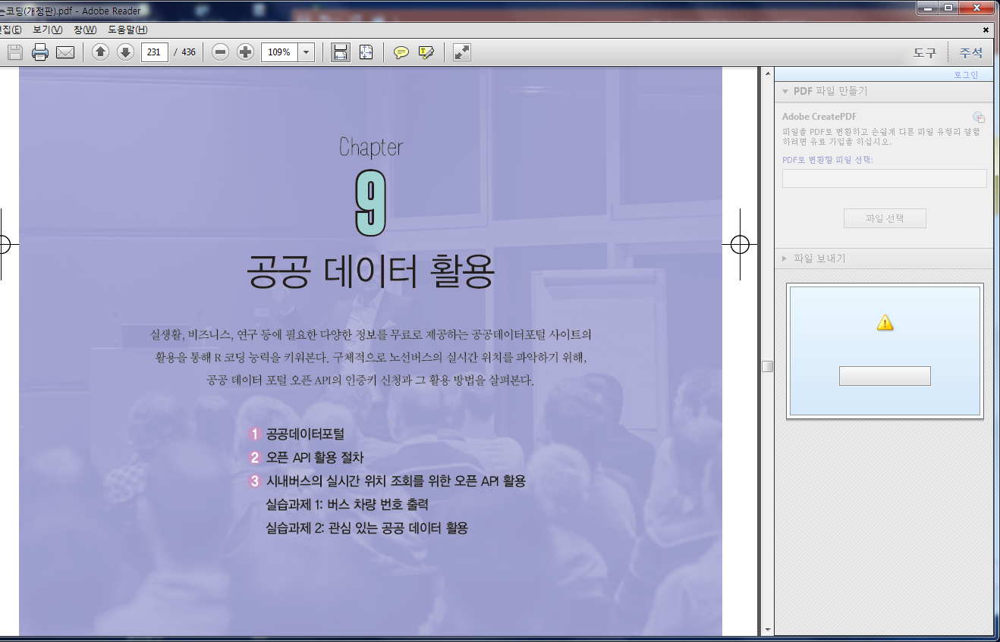 는코딩(개정판).pdf - Adobe Reader
편집(E) 보기(V) 창(W) 도움말(H)
231 / 436 109% 도구 주석
로그인
PDF 파일 만들기
Adobe CreatePDF
파일을 PDF로 변환하고 손쉽게 다른 파일 유형과 결합
하려면 유료 가입을 하십시오.
PDF로 변환할 파일 선택:
파일 선택
파일 보내기
Chapter
9
공공 데이터 활용
실생활, 비즈니스, 연구 등에 필요한 다양한 정보를 무료로 제공하는 공공데이터포털 사이트의
활용을 통해 R 코딩 능력을 키워본다. 구체적으로 노선버스의 실시간 위치를 파악하기 위해,
공공 데이터 포털 오픈 API의 인증키 신청과 그 활용 방법을 살펴본다.
1 공공데이터포털
2 오픈 API 활용 절차
3 시내버스의 실시간 위치 조회를 위한 오픈 API 활용
실습과제 1: 버스 차량 번호 출력
실습과제 2: 관심 있는 공공 데이터 활용